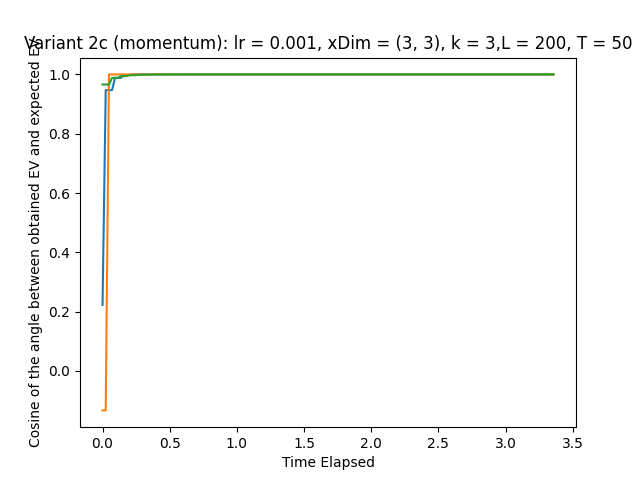 Variant 2c (momentum): lr = 0.001, xDim = (3, 3), k = 3,L = 200, T = 50
Cosine of the angle between obtained EV and expected EV
1.0
0.8
0.6
0.4
0.2
0.0
0.0 0.5 1.0 1.5 2.0 2.5 3.0 3.5
Time Elapsed